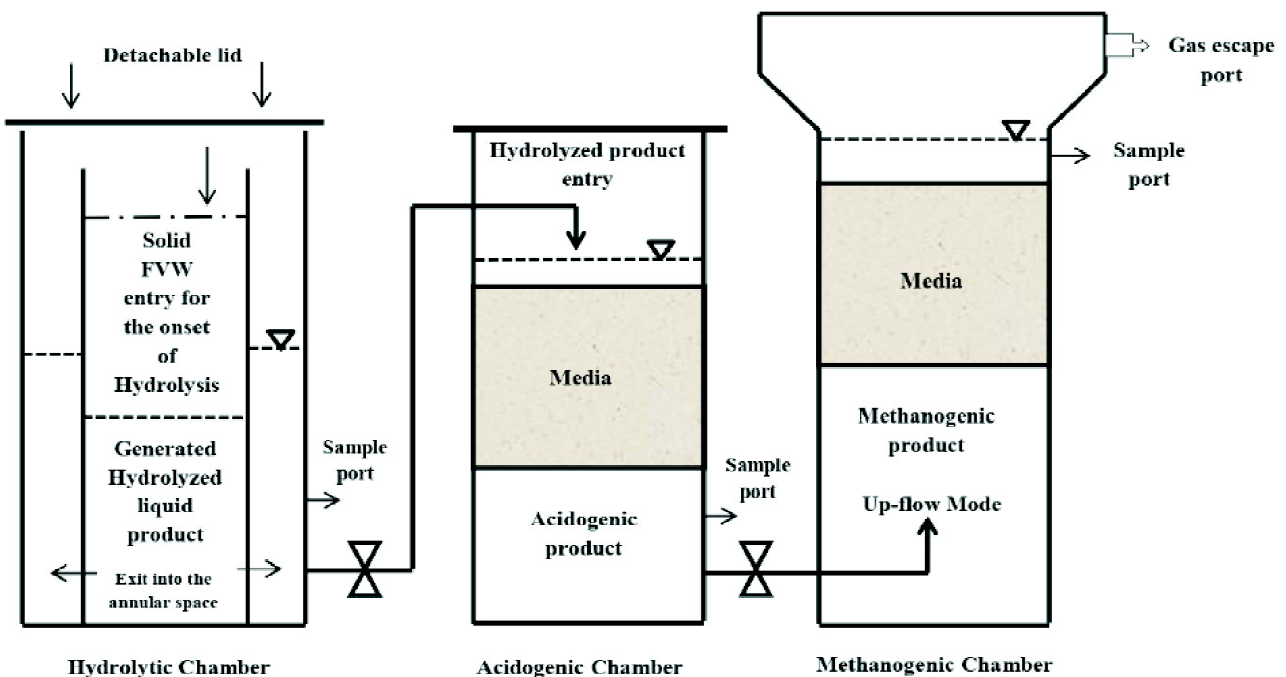 Detachable lid
Solid
FVW
entry for
the onset
of
Hydrolysis
Generated
Hydrolyzed
liquid
product
Exit into the
annular space
Sample
port
Hydrolytic Chamber
Hydrolyzed product
entry
Media
Acidogenic
product
Sample
port
Acidogenic Chamber
Gas escape
port
Sample
port
Media
Methanogenic
product
Up-flow Mode
Methanogenic Chamber